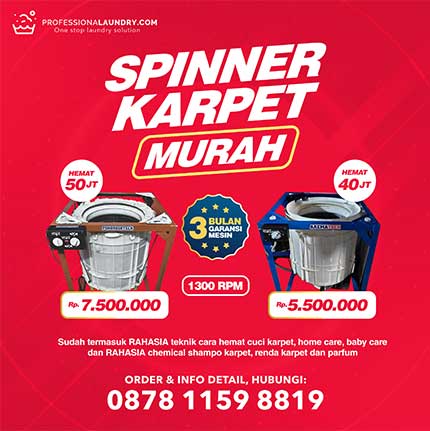 PROFESSIONALAUNDRY.COM
One stop laundry solution
SPINNER
KARPET
MURAH
HEMAT
50JT
HEMAT
40JT
3 BULAN
GARANSI
MESIN
1300 RPM
Rp. 7.500.000
Rp. 5.500.000
Sudah termasuk RAHASIA teknik cara hemat cuci karpet, home care, baby care
dan RAHASIA chemical shampo karpet, renda karpet dan parfum
ORDER & INFO DETAIL, HUBUNGI:
0878 1159 8819